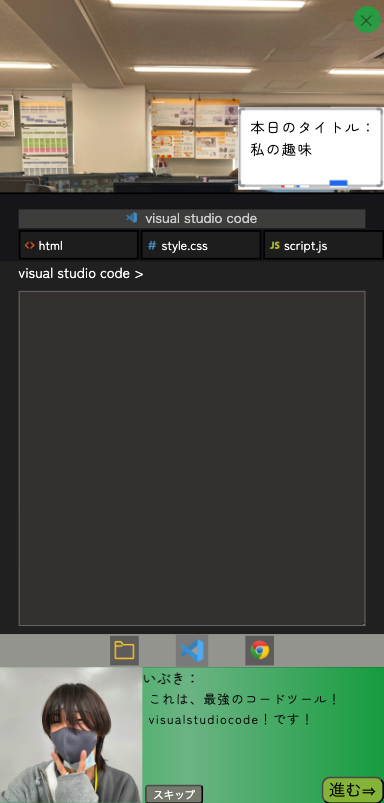 本日のタイトル：
私の趣味
visual studio code
<> html
# style.css
JS script.js
visual studio code >
いぶき：
これは、最強のコードツール！
visualstudiocode！です！
スキップ
進む⇒